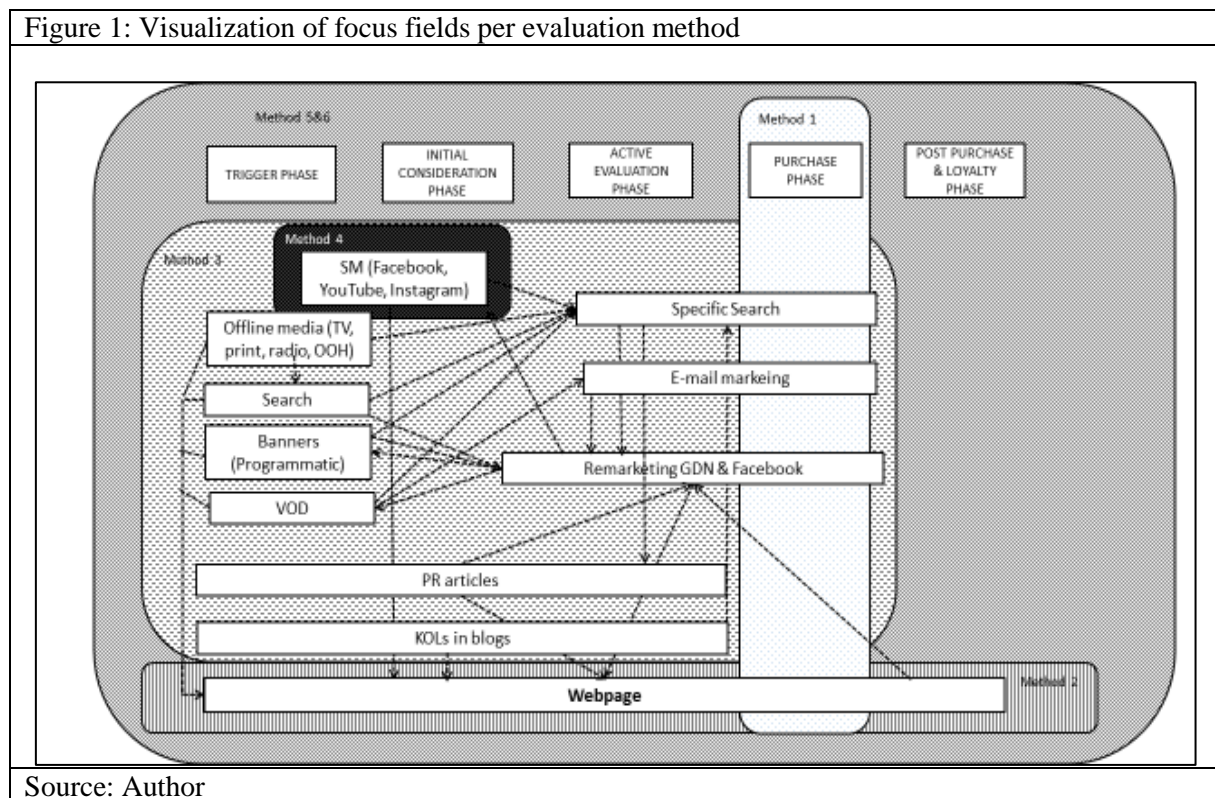 Figure 1: Visualization of focus fields per evaluation method
Method 5&6
Method 1
TRIGGER PHASE
INITIAL
CONSIDERATION
PHASE
ACTIVE
EVALUATION
PHASE
PURCHASE
PHASE
POST PURCHASE
& LOYALTY
PHASE
Method 4
Method 3
SM (Facebook,
YouTube, Instagram)
Specific Search
Offline media (TV,
print, radio, OOH)
E-mail markeing
Search
Banners
(Programmatic)
Remarketing GDN & Facebook
VOD
PR articles
KOLs in blogs
Method 2
Webpage
Source: Author